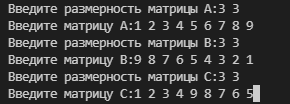 Введите размерность матрицы A:3 3
Введите матрицу A:1 2 3 4 5 6 7 8 9
Введите размерность матрицы B:3 3
Введите матрицу B:9 8 7 6 5 4 3 2 1
Введите размерность матрицы C:3 3
Введите матрицу C:1 2 3 4 9 8 7 6 5